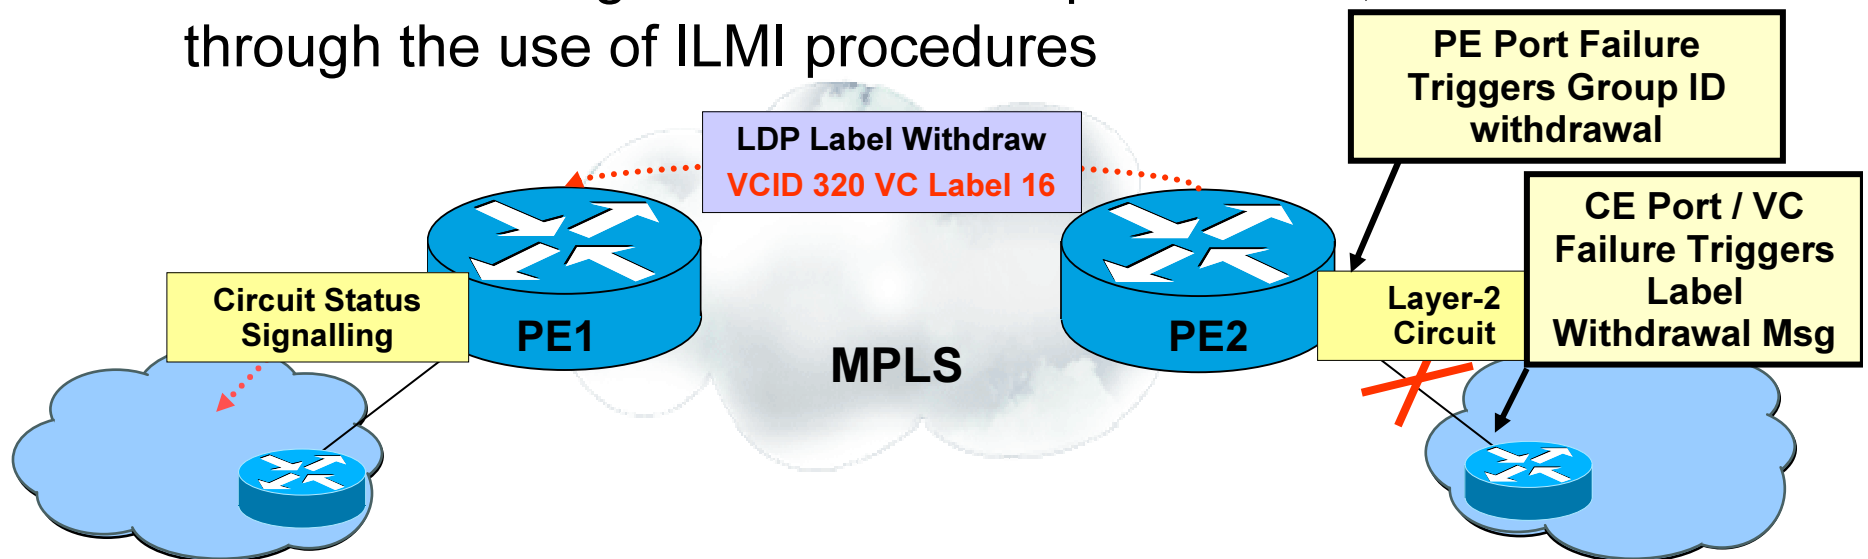 through the use of ILMI procedures
PE Port Failure
Triggers Group ID
withdrawal
LDP Label Withdraw
VCID 320 VC Label 16
CE Port / VC
Failure Triggers
Label
Withdrawal Msg
Circuit Status
Signalling
Layer-2
Circuit
PE1
PE2
MPLS